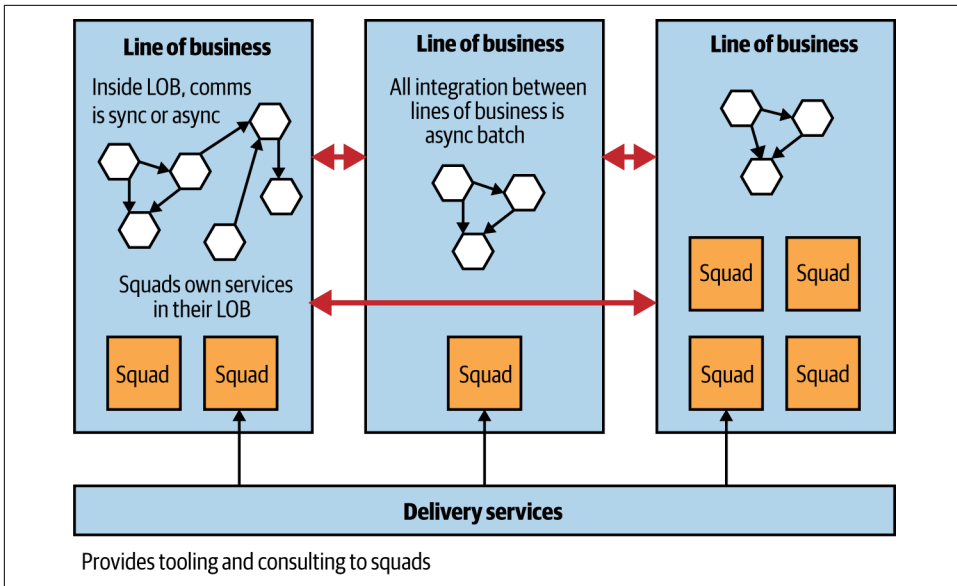 Line of business
Inside LOB, comms
is sync or async
Squads own services
in their LOB
Squad
Squad
Line of business
All integration between
lines of business is
async batch
Squad
Line of business
Squad
Squad
Squad
Squad
Delivery services
Provides tooling and consulting to squads